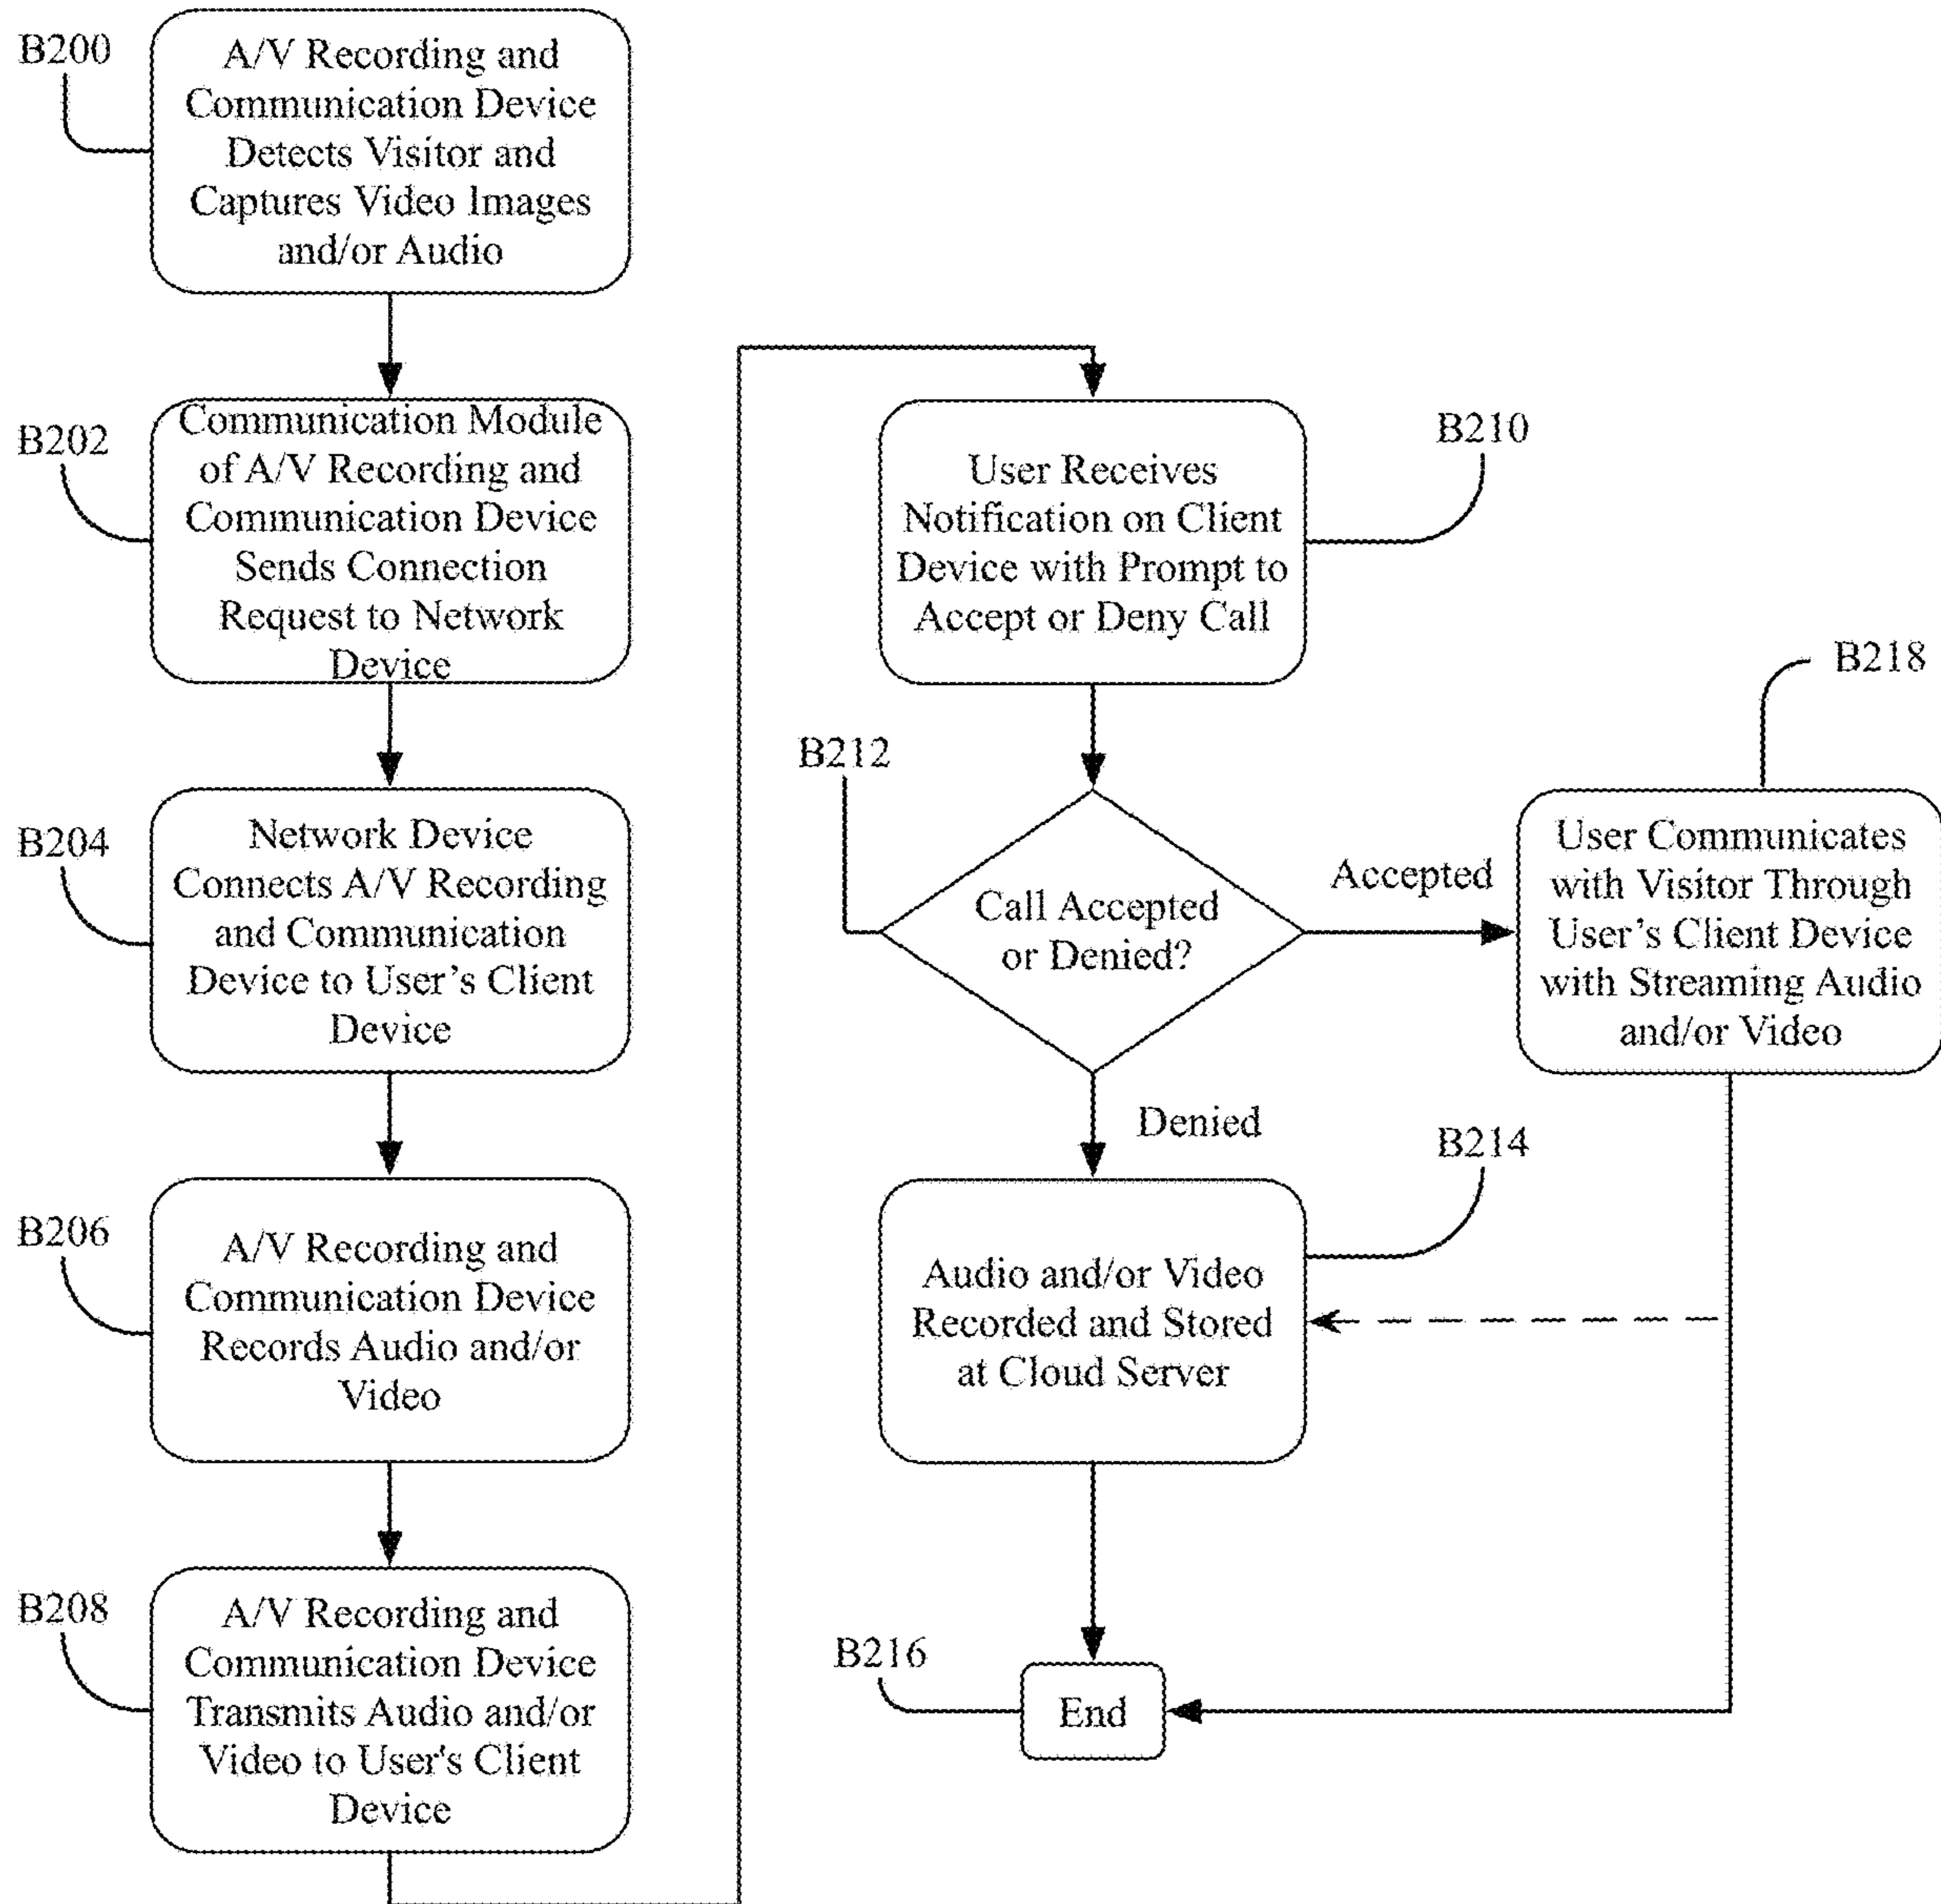 B200
A/V Recording and
Communication Device
Detects Visitor and
Captures Video Images
and/or Audio
B202
Communication Module
of A/V Recording and
Communication Device
Sends Connection
Request to Network
Device
B204
Network Device
Connects A/V Recording
and Communication
Device to User’s Client
Device
B206
A/V Recording and
Communication Device
Records Audio and/or
Video
B208
A/V Recording and
Communication Device
Transmits Audio and/or
Video to User's Client
Device
B210
User Receives
Notification on Client
Device with Prompt to
Accept or Deny Call
B212
Call Accepted
or Denied?
Accepted
B218
User Communicates
with Visitor Through
User’s Client Device
with Streaming Audio
and/or Video
Denied
B214
Audio and/or Video
Recorded and Stored
at Cloud Server
B216
End